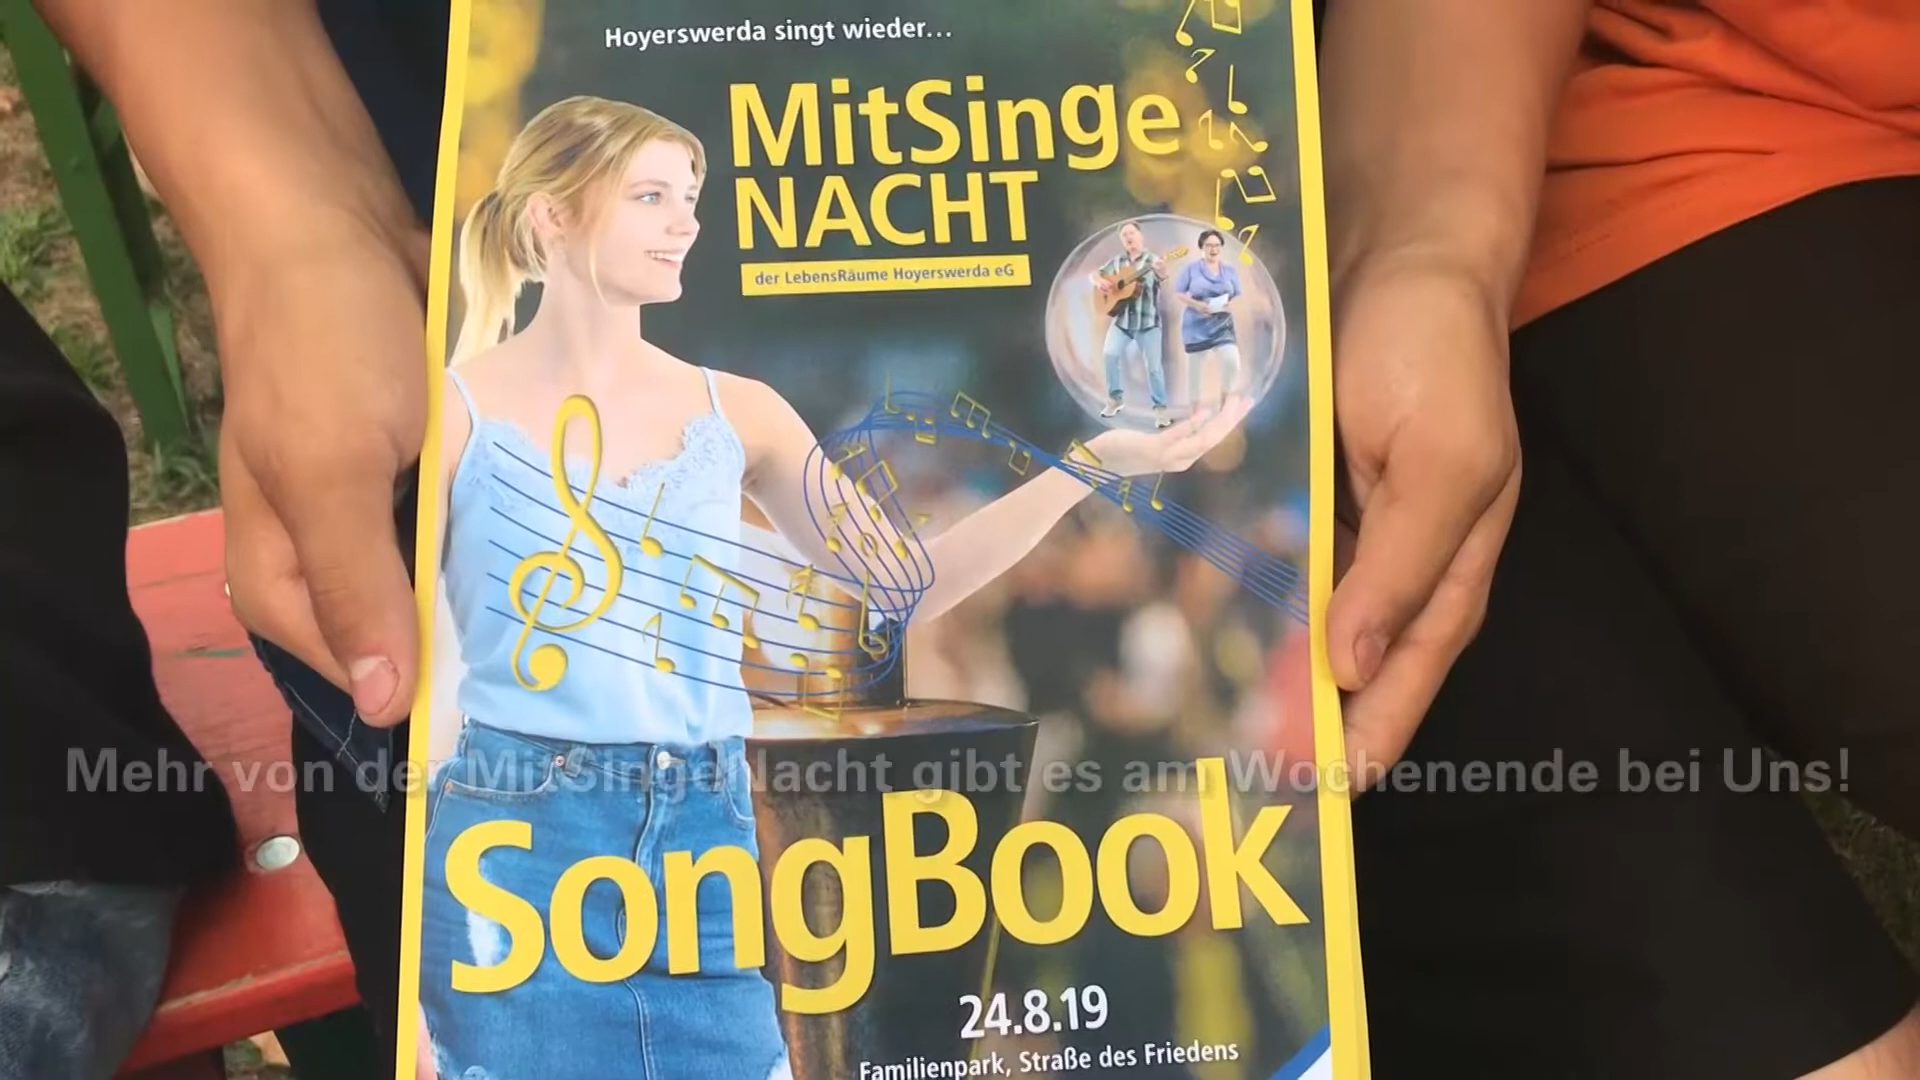 Hoyerswerda singt wieder...
MitSinge
NACHT
der LebensRäume Hoyerswerda eG
Mehr von der MitSingeNacht gibt es am Wochenende bei Uns!
SongBook
24.8.19
Familienpark, Straße des Friedens